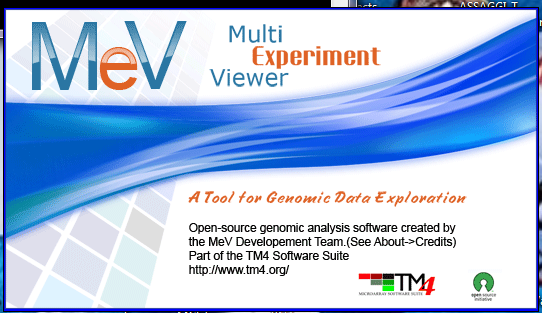 ASSAGGI T
MeV
Multi
Experiment
Viewer
A Tool for Genomic Data Exploration
Open-source genomic analysis software created by
the MeV Developement Team.(See About->Credits)
Part of the TM4 Software Suite
http://www.tm4.org/
TM4
MICROARRAY SOFTWARE SUITE
open source
initiative